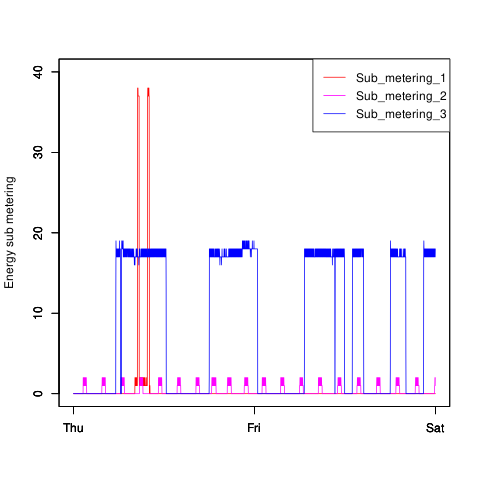 40
30
20
10
0
Energy sub metering
Sub_metering_1
Sub_metering_2
Sub_metering_3
Thu Fri Sat